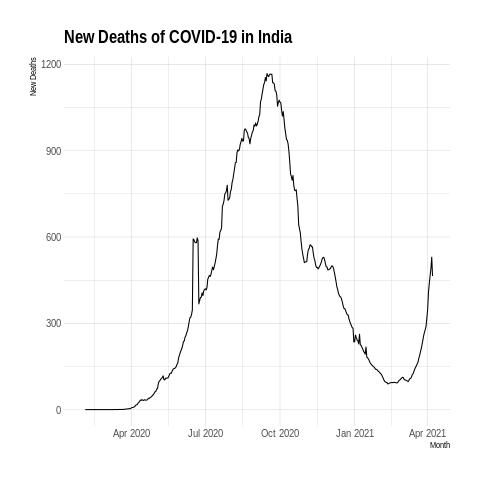 New Deaths of COVID-19 in India
New Deaths
1200
900
600
300
0
Apr 2020 Jul 2020 Oct 2020 Jan 2021 Apr 2021
Month